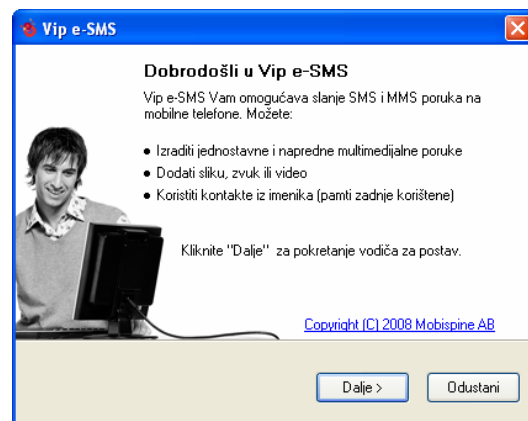 Vip e-SMS
Dobrodošli u Vip e-SMS
Vip e-SMS Vam omogućava slanje SMS i MMS poruka na
mobilne telefone. Možete:
• Izraditi jednostavne i napredne multimedijalne poruke
• Dodati sliku, zvuk ili video
• Koristiti kontakte iz imenika (pamti zadnje korištene)
Kliknite "Dalje" za pokretanje vodiča za postav.
Copyright (C) 2008 Mobispine AB
Dalje >
Odustani